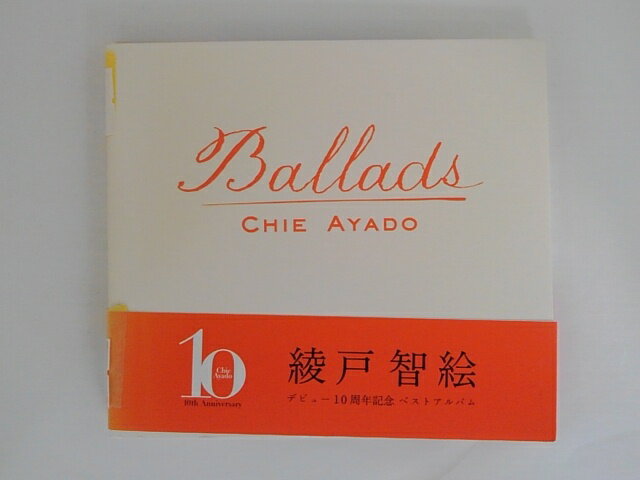 Ballads
CHIE AYADO
10
Chie
Ayado
10th Anniversary
綾戸智絵
デビュー10周年記念 ベストアルバム